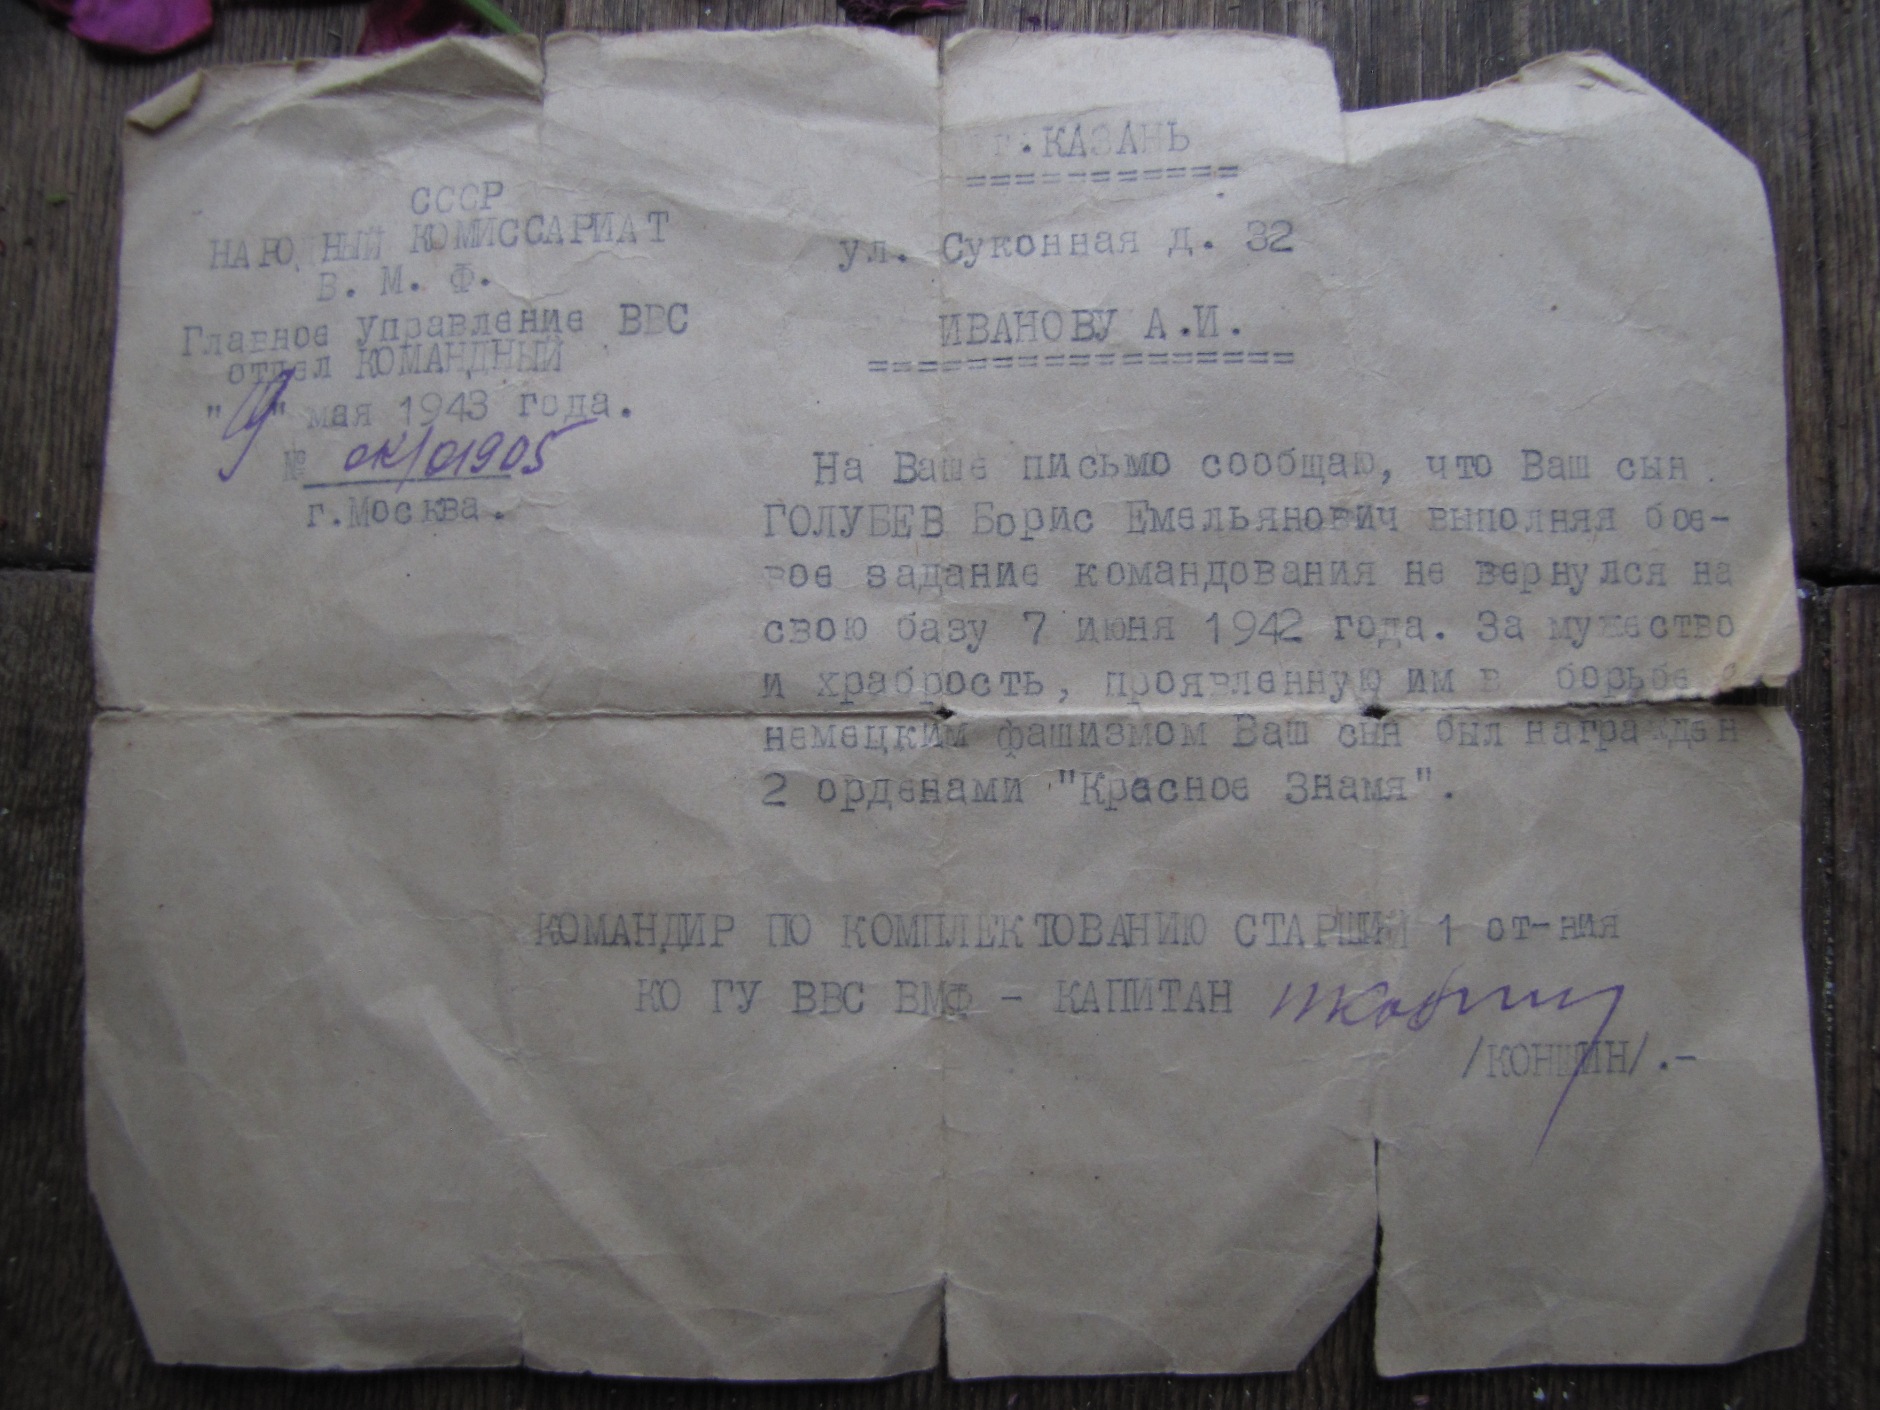 СССР
НАРОДНЫЙ КОМИССАРИАТ
В. М. Ф.
Главное Управление ВВС
отдел КОМАНДНЫЙ
" " мая 1943 года.
№ ок/01905
г.Москва.
г.КАЗАНЬ
===========
ул. Суконная д. 32
ИВАНОВУ А.И.
=================
На Ваше письмо сообщаю, что Ваш сын
ГОЛУБЕВ Борис Емельянович выполняя бое-
вое задание командования не вернулся на
свою базу 7 июня 1942 года. За мужество
и храбрость, проявленную им в борьбе с
немецким фашизмом Ваш сын был награжден
2 орденами "Красное Знамя".
КОМАНДИР ПО КОМПЛЕКТОВАНИЮ СТАРШИЙ 1 от-ния
КО ГУ ВВС ВМФ - КАПИТАН
/КОНШИН/.-